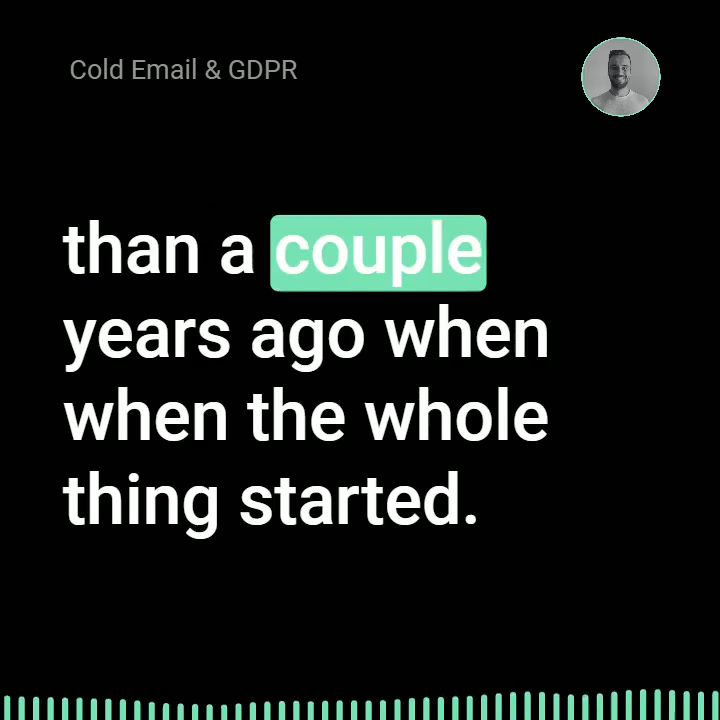 Cold Email & GDPR
than a couple
years ago when
when the whole
thing started.